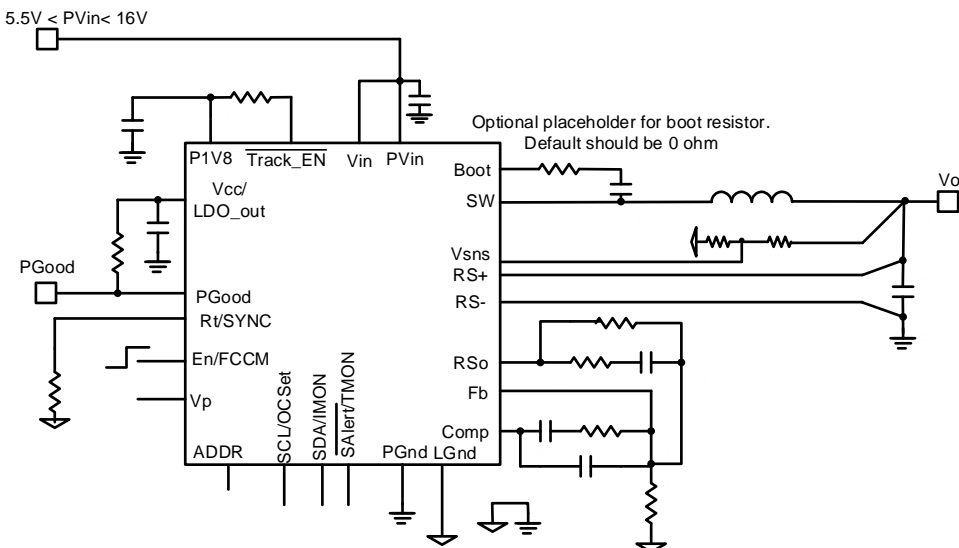 5.5V < PVin< 16V
Optional placeholder for boot resistor.
Default should be 0 ohm
P1V8
Track_EN
Vin
PVin
Boot
Vcc/
LDO_out
SW
Vo
Vsns
RS+
RS-
PGood
PGood
Rt/SYNC
En/FCCM
RSo
Vp
Fb
Comp
ADDR
SCL/OCSet
SDA/IMON
SAlert/TMON
PGnd
LGnd